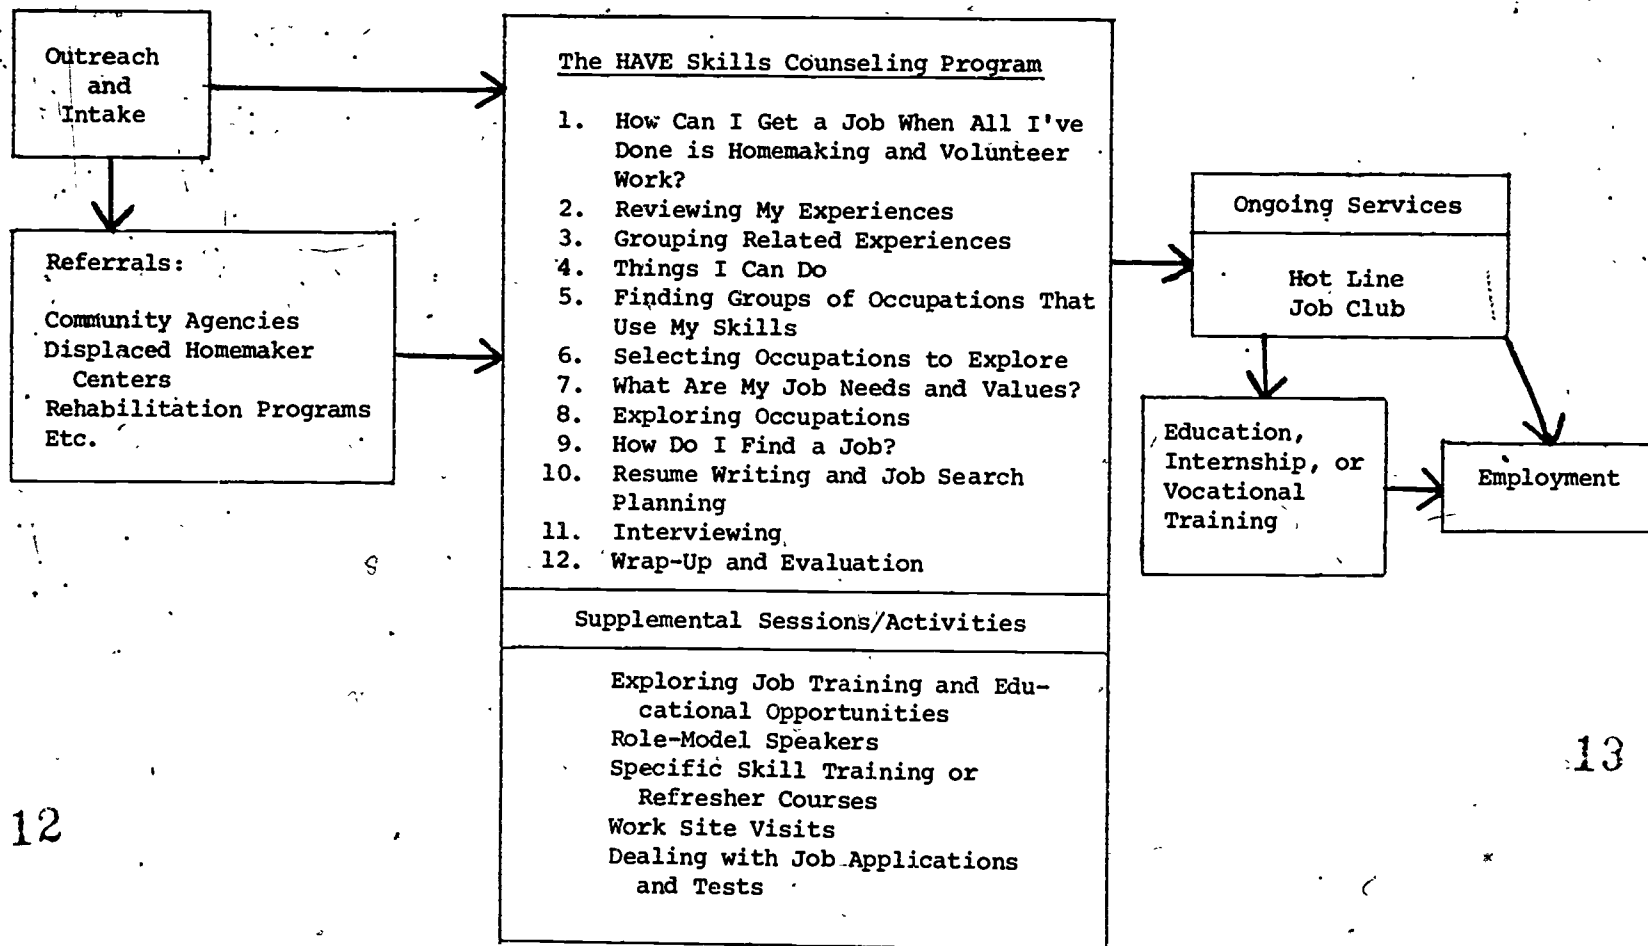 Outreach
and
Intake
Referrals:
Community Agencies
Displaced Homemaker
Centers
Rehabilitation Programs
Etc.
The HAVE Skills Counseling Program
1. How Can I Get a Job When All I've
Done is Homemaking and Volunteer
Work?
2. Reviewing My Experiences
3. Grouping Related Experiences
4. Things I Can Do
5. Finding Groups of Occupations That
Use My Skills
6. Selecting Occupations to Explore
7. What Are My Job Needs and Values?
8. Exploring Occupations
9. How Do I Find a Job?
10. Resume Writing and Job Search
Planning
11. Interviewing
12. Wrap-Up and Evaluation
Supplemental Sessions/Activities
Exploring Job Training and Edu-
cational Opportunities
Role-Model Speakers
Specific Skill Training or
Refresher Courses
Work Site Visits
Dealing with Job Applications
and Tests
Ongoing Services
Hot Line
Job Club
Education,
Internship, or
Vocational
Training
Employment
12
13